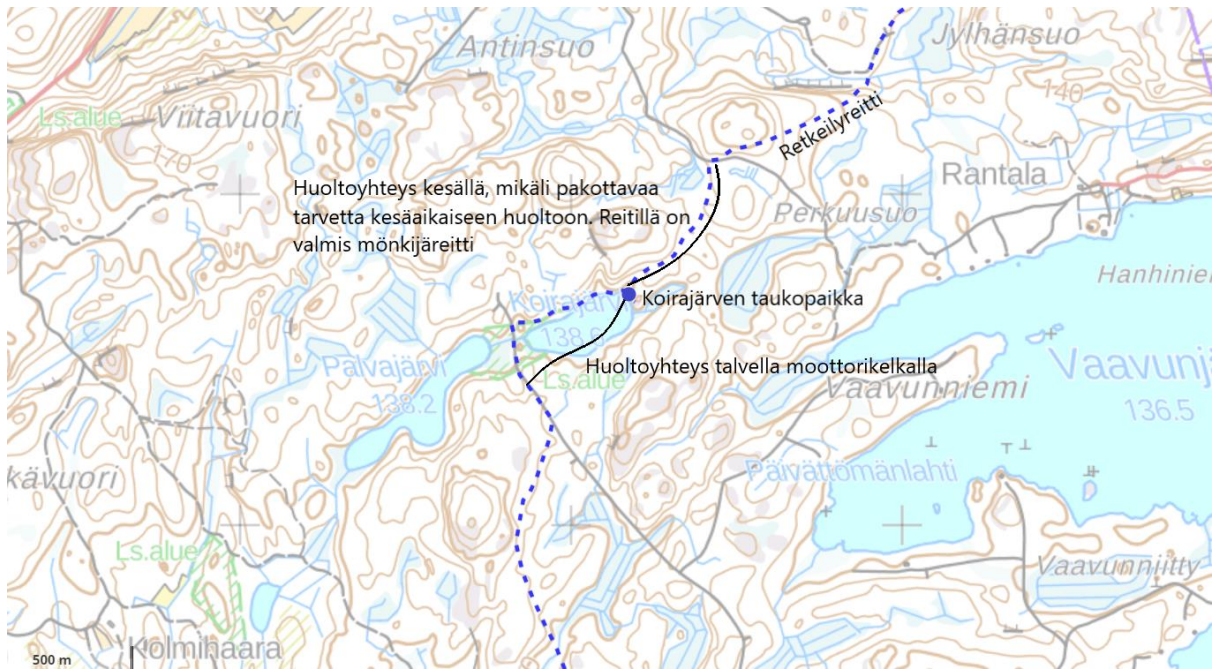 Antinsuo
Jylhänsuo
Ls.alue
Viitavuori
140
Retkeilyreitti
170
Rantala
Huoltoyhteys kesällä, mikäli pakottavaa
tarvetta kesäaikaiseen huoltoon. Reitillä on
valmis mönkijäreitti
Perkuusuo
Hanhinie
Koirajärvi
Koirajärven taukopaikka
138.6
Palvajärvi
Huoltoyhteys talvella moottorikelkalla
Vaavunj
Ls.alue
Vaavunniemi
138.2
136.5
kävuori
Päivättömänlahti
Ls.alue
Vaavunniitty
Kolmihaara
500 m